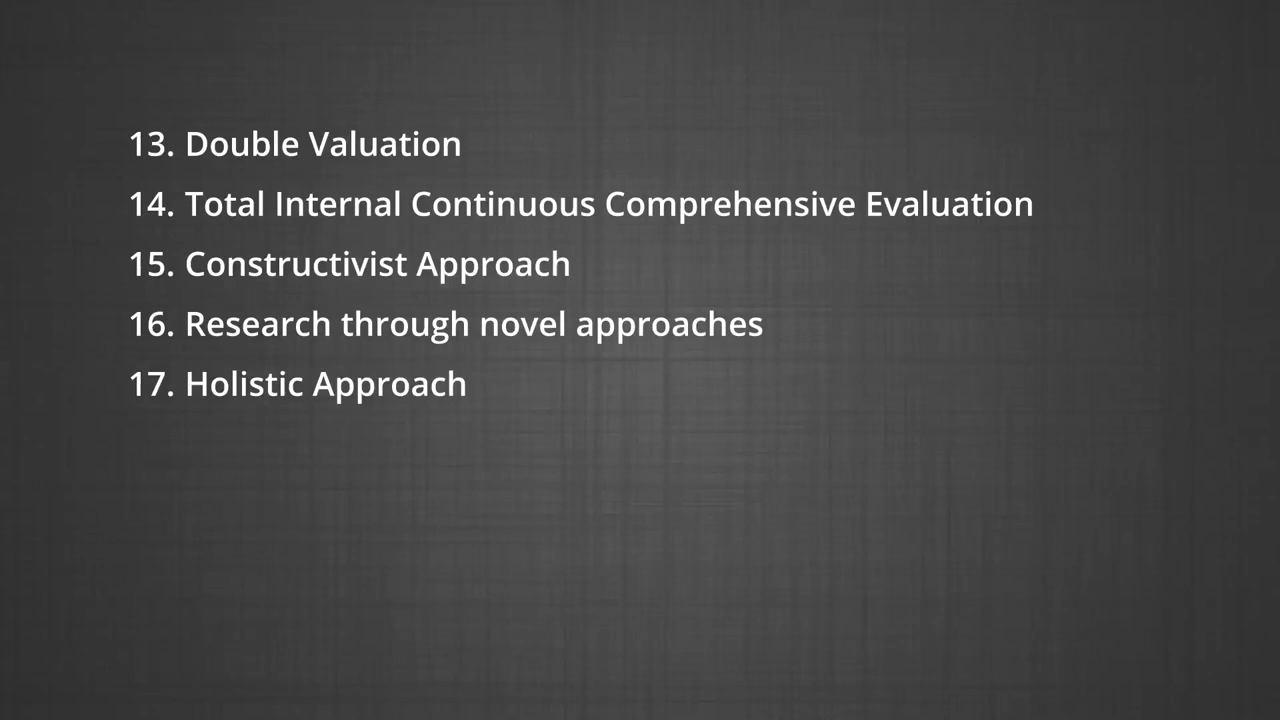 13. Double Valuation
14. Total Internal Continuous Comprehensive Evaluation
15. Constructivist Approach
16. Research through novel approaches
17. Holistic Approach